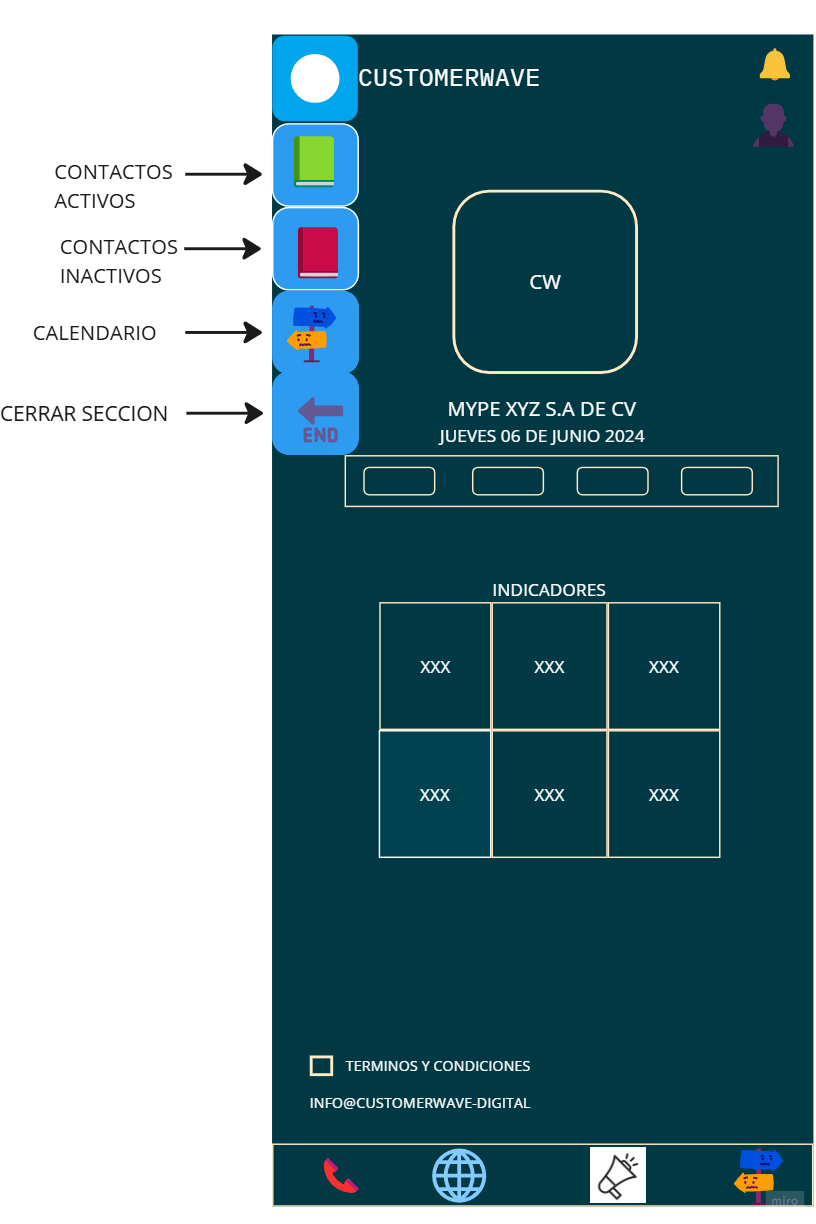 CUSTOMERWAVE
CONTACTOS
ACTIVOS
CONTACTOS
INACTIVOS
CW
CALENDARIO
CERRAR SECCION
END
MYPE XYZ S.A DE CV
JUEVES 06 DE JUNIO 2024
INDICADORES
XXX XXX XXX
XXX XXX XXX
TERMINOS Y CONDICIONES
INFO@CUSTOMERWAVE-DIGITAL
miro